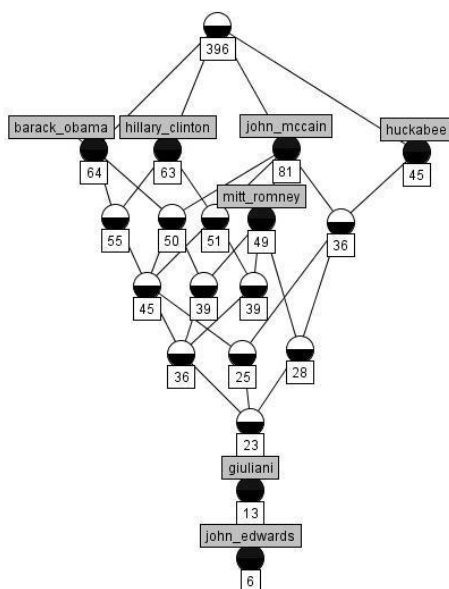 396
barack_obama
hillary_clinton
john_mccain
huckabee
64
63
81
45
mitt_romney
55
50
51
49
36
45
39
39
36
25
28
23
giuliani
13
john_edwards
6